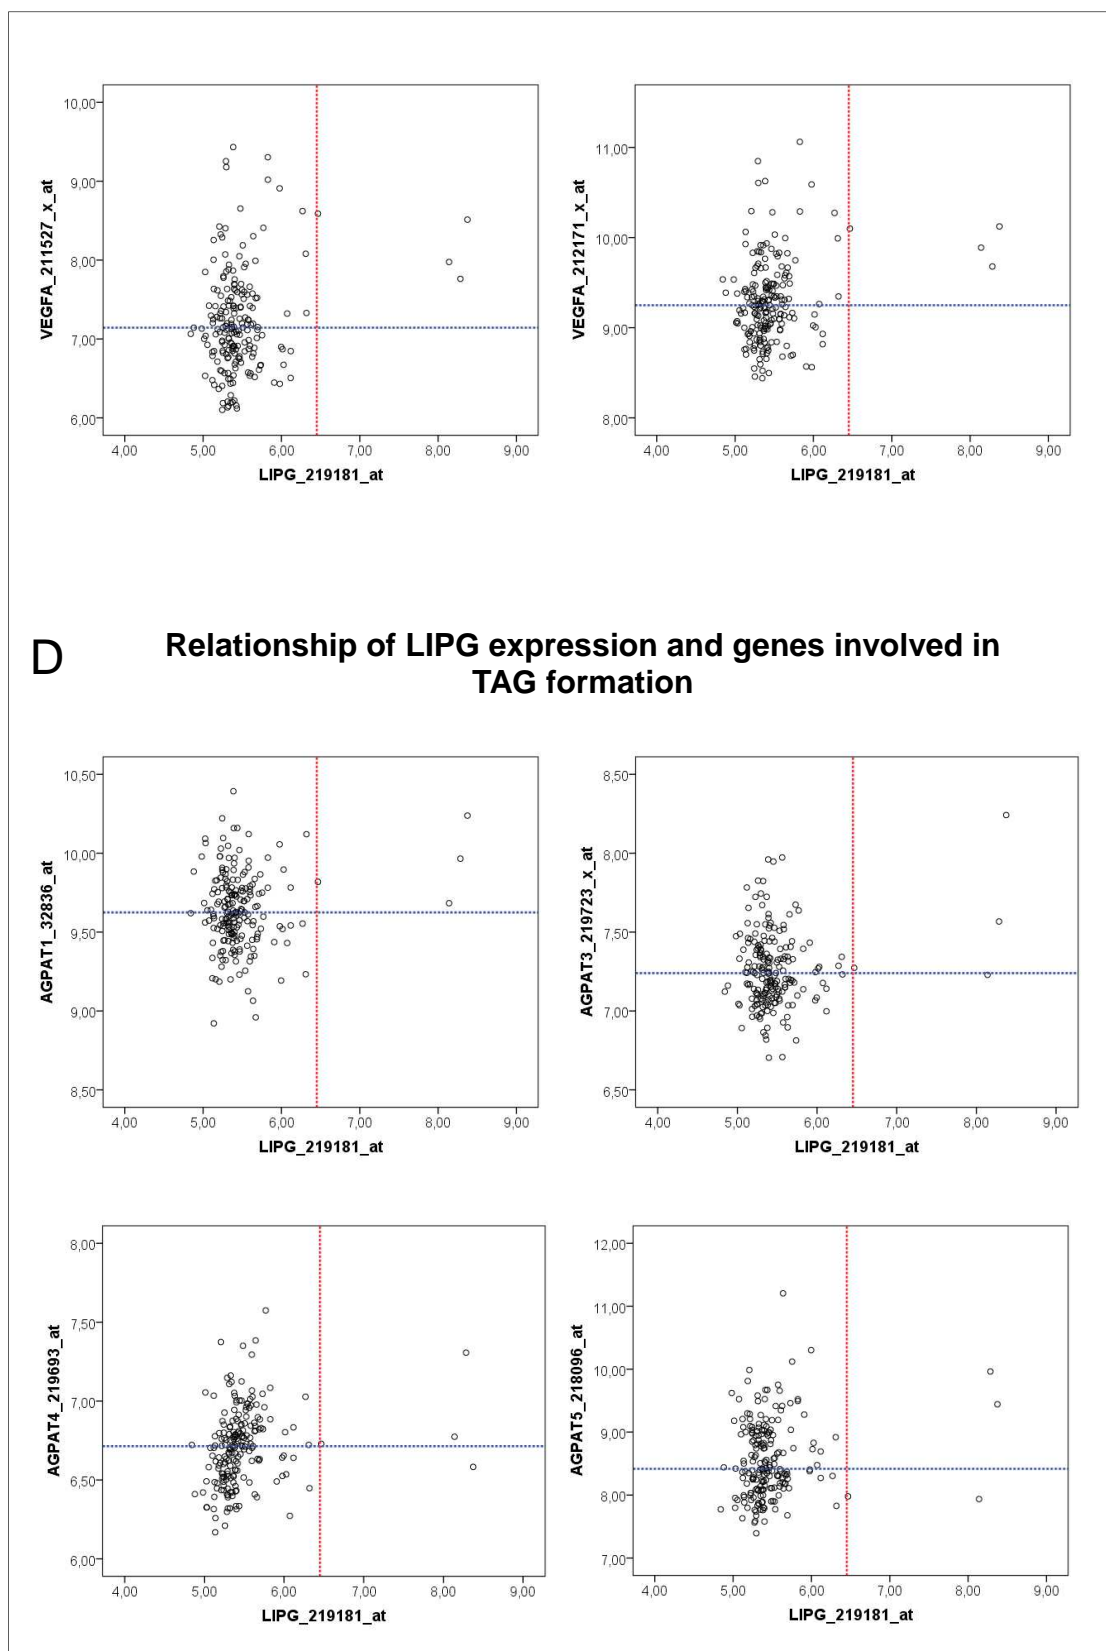 10,00
9,00
8,00
7,00
6,00
VEGFA_211527_x_at
4,00 5,00 6,00 7,00 8,00 9,00
LIPG_219181_at
11,00
10,00
9,00
8,00
VEGFA_212171_x_at
4,00 5,00 6,00 7,00 8,00 9,00
LIPG_219181_at
D
Relationship of LIPG expression and genes involved in
TAG formation
10,50
10,00
9,50
9,00
8,50
AGPAT1_32836_at
4,00 5,00 6,00 7,00 8,00 9,00
LIPG_219181_at
8,50
8,00
7,50
7,00
6,50
AGPAT3_219723_x_at
4,00 5,00 6,00 7,00 8,00 9,00
LIPG_219181_at
8,00
7,50
7,00
6,50
6,00
AGPAT4_219693_at
4,00 5,00 6,00 7,00 8,00 9,00
LIPG_219181_at
12,00
11,00
10,00
9,00
8,00
7,00
AGPAT5_218096_at
4,00 5,00 6,00 7,00 8,00 9,00
LIPG_219181_at